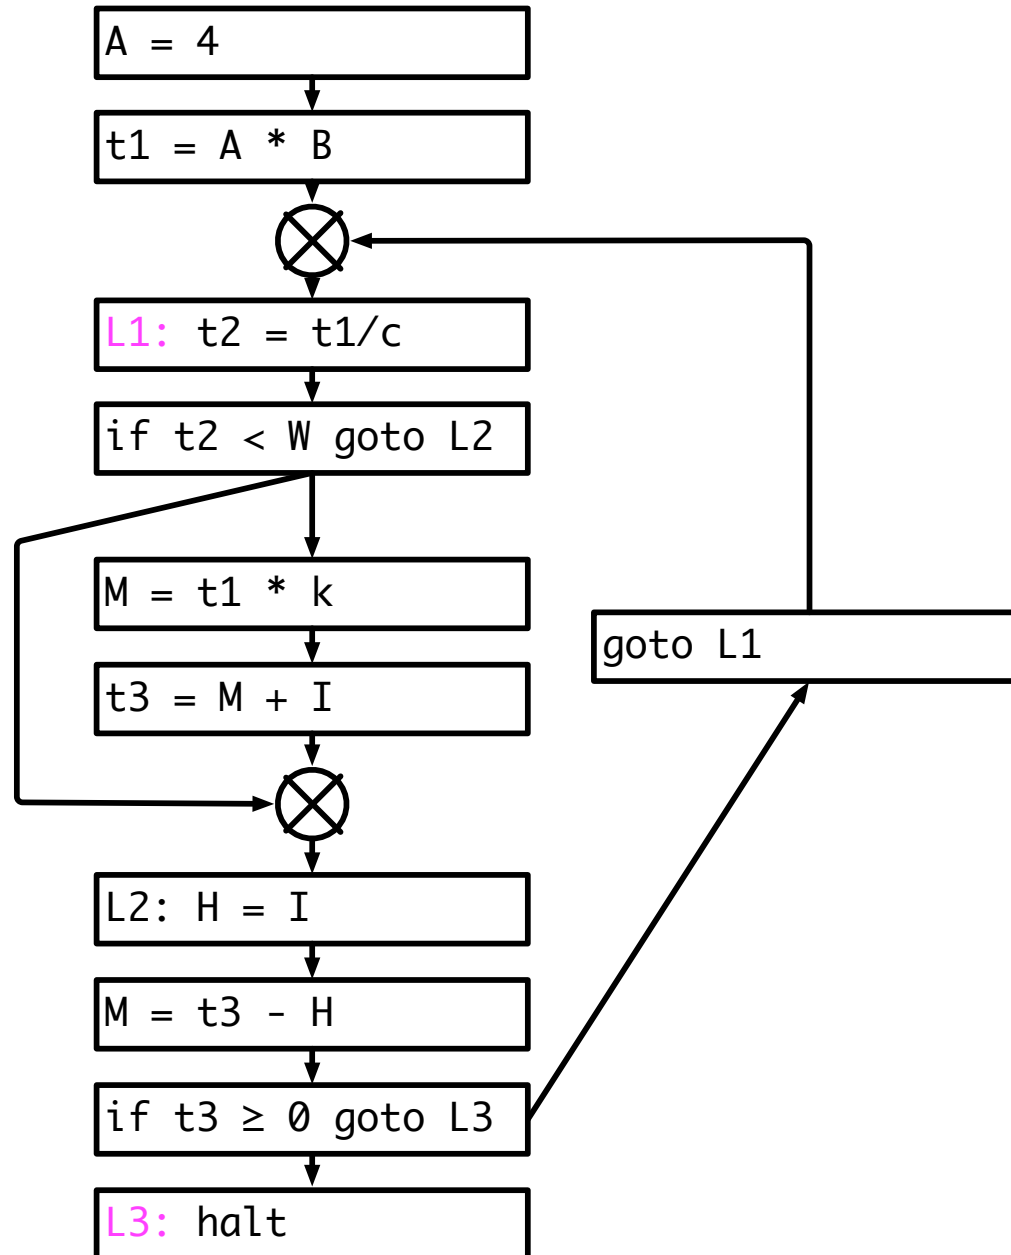 A = 4
t1 = A * B
L1: t2 = t1/c
if t2 < W goto L2
M = t1 * k
t3 = M + I
goto L1
L2: H = I
M = t3 - H
if t3 ≥ 0 goto L3
L3: halt